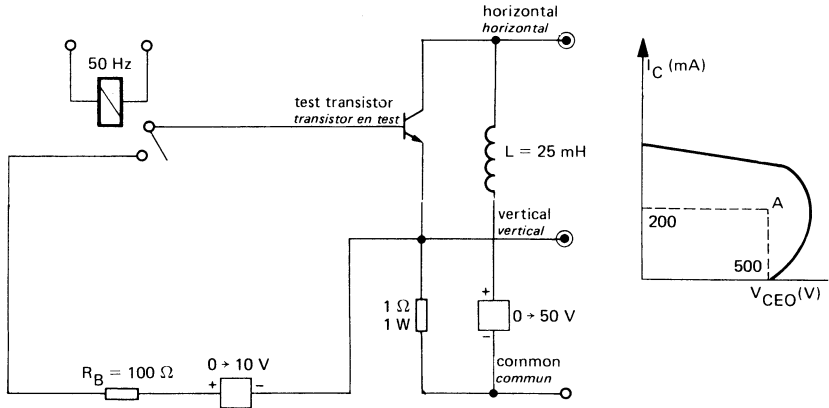 horizontal
horizontal
50 Hz
test transistor
transistor en test
L = 25 mH
vertical
vertical
1 Ω
1 W
+
0 → 50 V
−
common
commun
R_B = 100 Ω
0 → 10 V
+
−
I_C (mA)
A
200
500
V_CEO (V)